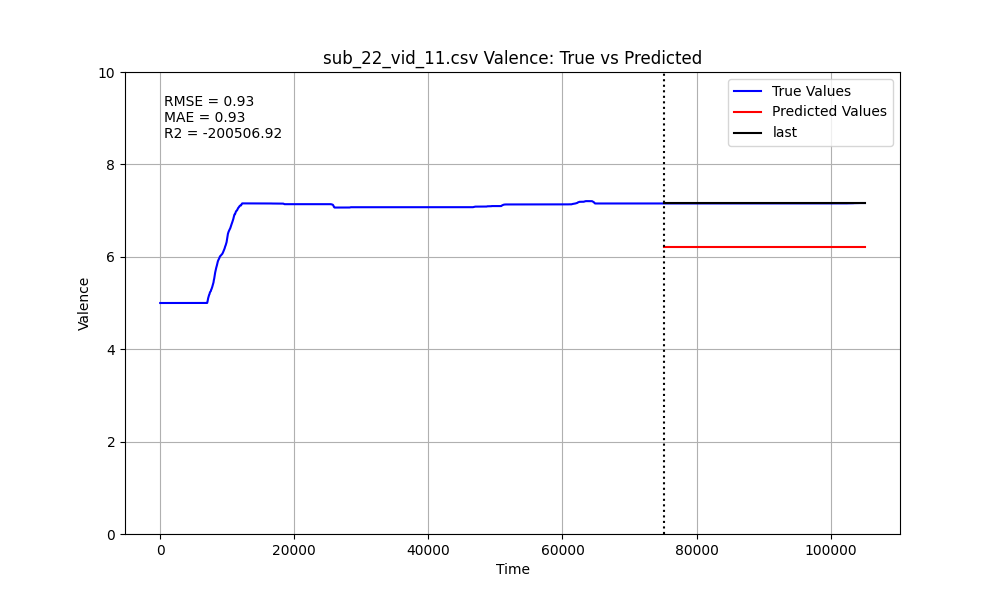 sub_22_vid_11.csv Valence: True vs Predicted
10
8
6
4
2
0
Valence
RMSE = 0.93
MAE = 0.93
R2 = -200506.92
True Values
Predicted Values
last
0
20000
40000
60000
80000
100000
Time